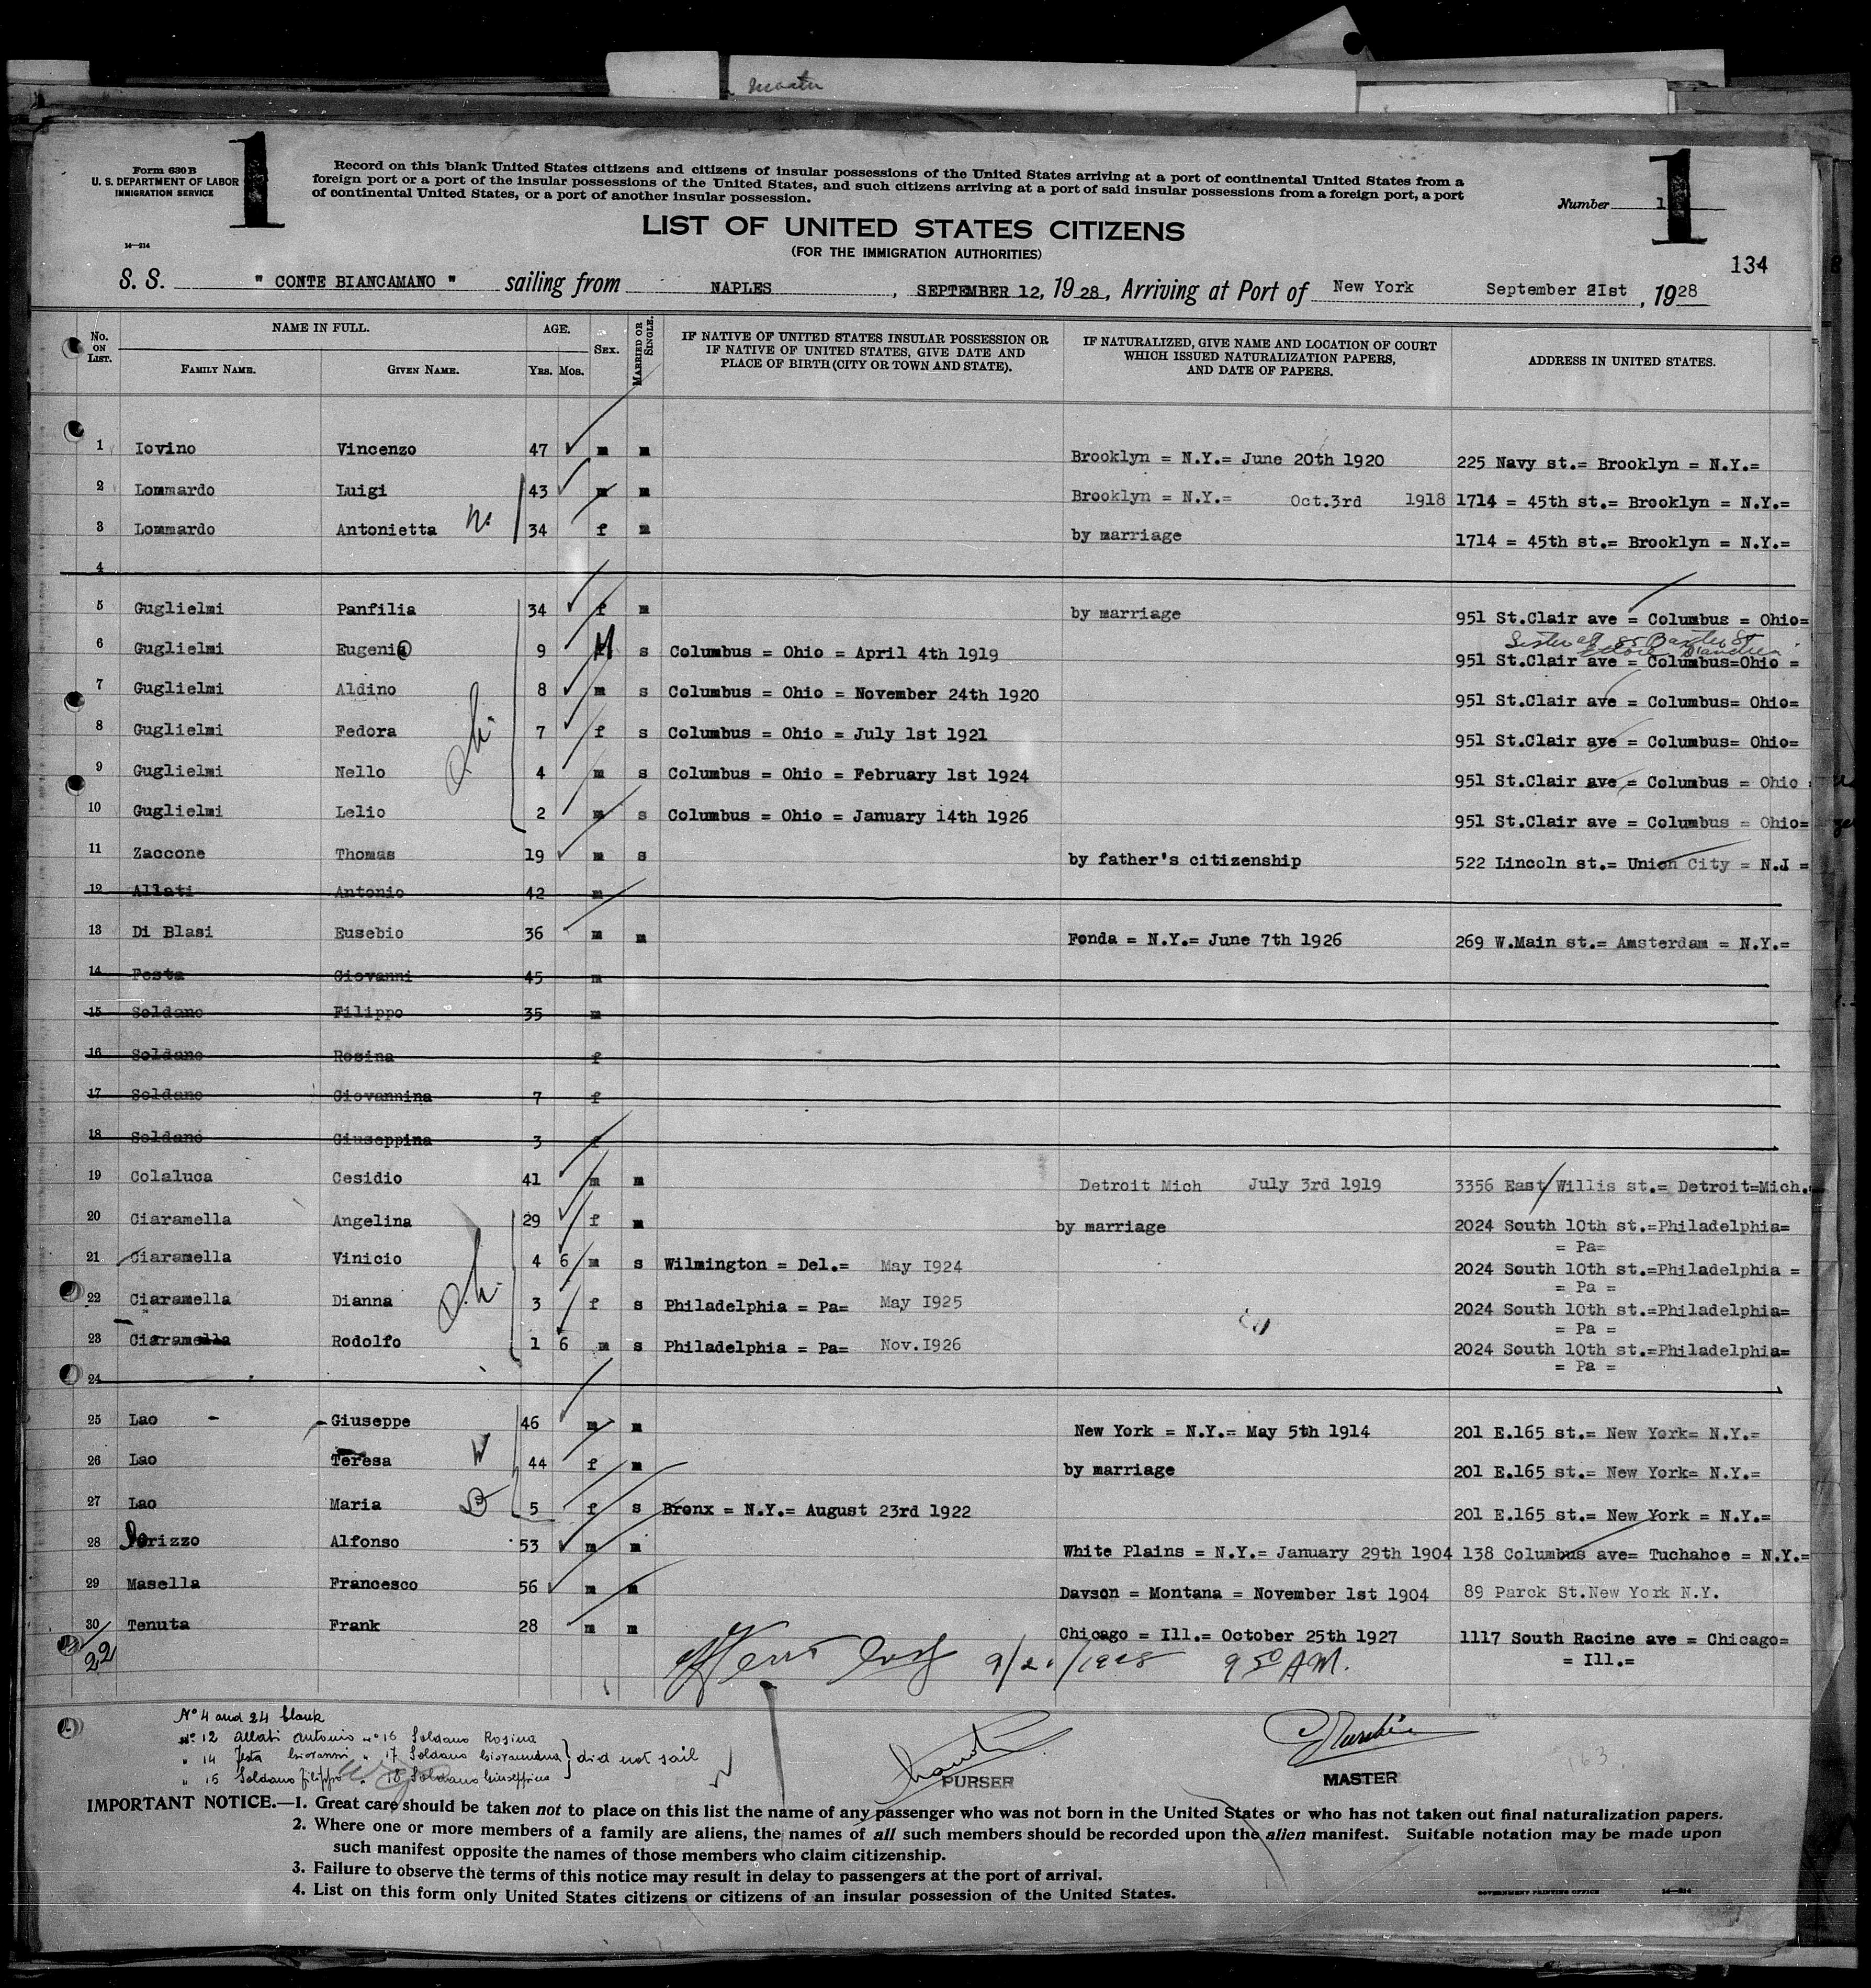 1
1
Form 630 B
U. S. DEPARTMENT OF LABOR
IMMIGRATION SERVICE
14—214
Record on this blank United States citizens and citizens of insular possessions of the United States arriving at a port of continental United States from a
foreign port or a port of the insular possessions of the United States, and such citizens arriving at a port of said insular possessions from a foreign port, a port
of continental United States, or a port of another insular possession.
Number 1
LIST OF UNITED STATES CITIZENS
(FOR THE IMMIGRATION AUTHORITIES)
134
S. S. " CONTE BIANCAMANO " sailing from NAPLES, SEPTEMBER 12, 1928, Arriving at Port of New York September 21st, 1928
No. ON LIST. NAME IN FULL. AGE. SEX. MARRIED OR SINGLE. IF NATIVE OF UNITED STATES INSULAR POSSESSION OR IF NATIVE OF UNITED STATES, GIVE DATE AND PLACE OF BIRTH (CITY OR TOWN AND STATE). IF NATURALIZED, GIVE NAME AND LOCATION OF COURT WHICH ISSUED NATURALIZATION PAPERS, AND DATE OF PAPERS. ADDRESS IN UNITED STATES.
FAMILY NAME. GIVEN NAME. Yrs. Mos.
1 Iovino Vincenzo 47 m m Brooklyn = N.Y.= June 20th 1920 225 Navy st.= Brooklyn = N.Y.=
2 Lommardo Luigi 43 m m Brooklyn = N.Y.= Oct.3rd 1918 1714 = 45th st.= Brooklyn = N.Y.=
3 Lommardo Antonietta 34 f m by marriage 1714 = 45th st.= Brooklyn = N.Y.=
4
5 Guglielmi Panfilia 34 f m by marriage 951 St.Clair ave = Columbus = Ohio=
6 Guglielmi Eugenio 9 M s Columbus = Ohio = April 4th 1919 951 St.Clair ave = Columbus=Ohio =
7 Guglielmi Aldino 8 m s Columbus = Ohio = November 24th 1920 951 St.Clair ave = Columbus= Ohio=
8 Guglielmi Fedora 7 f s Columbus = Ohio = July 1st 1921 951 St.Clair ave = Columbus= Ohio=
9 Guglielmi Nello 4 m s Columbus = Ohio = February 1st 1924 951 St.Clair ave = Columbus = Ohio
10 Guglielmi Lelio 2 m s Columbus = Ohio = January 14th 1926 951 St.Clair ave = Columbus = Ohio=
11 Zaccone Thomas 19 m s by father's citizenship 522 Lincoln st.= Union City = N.J =
12 Allati Antonio 42 m
13 Di Blasi Eusebio 36 m m Fonda = N.Y.= June 7th 1926 269 W.Main st.= Amsterdam = N.Y.=
14 Festa Giovanni 45 m
15 Soldano Filippo 35 m
16 Soldano Rosina f
17 Soldano Giovannina 7 f
18 Soldano Giuseppina 3 f
19 Colaluca Cesidio 41 m m Detroit Mich July 3rd 1919 3356 East Willis st.= Detroit=Mich.
20 Ciaramella Angelina 29 f m by marriage 2024 South 10th st.=Philadelphia=
= Pa=
21 Ciaramella Vinicio 4 6 m s Wilmington = Del.= May 1924 2024 South 10th st.=Philadelphia =
= Pa =
22 Ciaramella Dianna 3 f s Philadelphia = Pa= May 1925 2024 South 10th st.=Philadelphia=
= Pa =
23 Ciaramella Rodolfo 1 6 m s Philadelphia = Pa= Nov.1926 2024 South 10th st.=Philadelphia=
= Pa =
24
25 Lao Giuseppe 46 m m New York = N.Y.= May 5th 1914 201 E.165 st.= New York= N.Y.=
26 Lao Teresa W 44 f m by marriage 201 E.165 st.= New York= N.Y.=
27 Lao Maria D 5 f s Bronx = N.Y.= August 23rd 1922 201 E.165 st.= New York = N.Y.=
28 Alfonso 53 m m White Plains = N.Y.= January 29th 1904 138 Columbus ave= Tuchahoe = N.Y.=
29 Masella Francesco 56 m m Davson = Montana = November 1st 1904 89 Parck St.New York N.Y.
30 Tenuta Frank 28 m m Chicago = Ill.= October 25th 1927 1117 South Racine ave = Chicago=
= Ill.=
22
9/21/1928 9 50 AM.
No 4 and 24 blank
No 12 Allati Antonio No 16 Soldano Rosina
" 14 Festa Giovanni " 17 Soldano Giovannina } did not sail
" 15 Soldano Filippo " 18 Soldano Giuseppina
PURSER
MASTER
163
IMPORTANT NOTICE.—1. Great care should be taken not to place on this list the name of any passenger who was not born in the United States or who has not taken out final naturalization papers.
2. Where one or more members of a family are aliens, the names of all such members should be recorded upon the alien manifest. Suitable notation may be made upon
such manifest opposite the names of those members who claim citizenship.
3. Failure to observe the terms of this notice may result in delay to passengers at the port of arrival.
4. List on this form only United States citizens or citizens of an insular possession of the United States.
GOVERNMENT PRINTING OFFICE 14—214